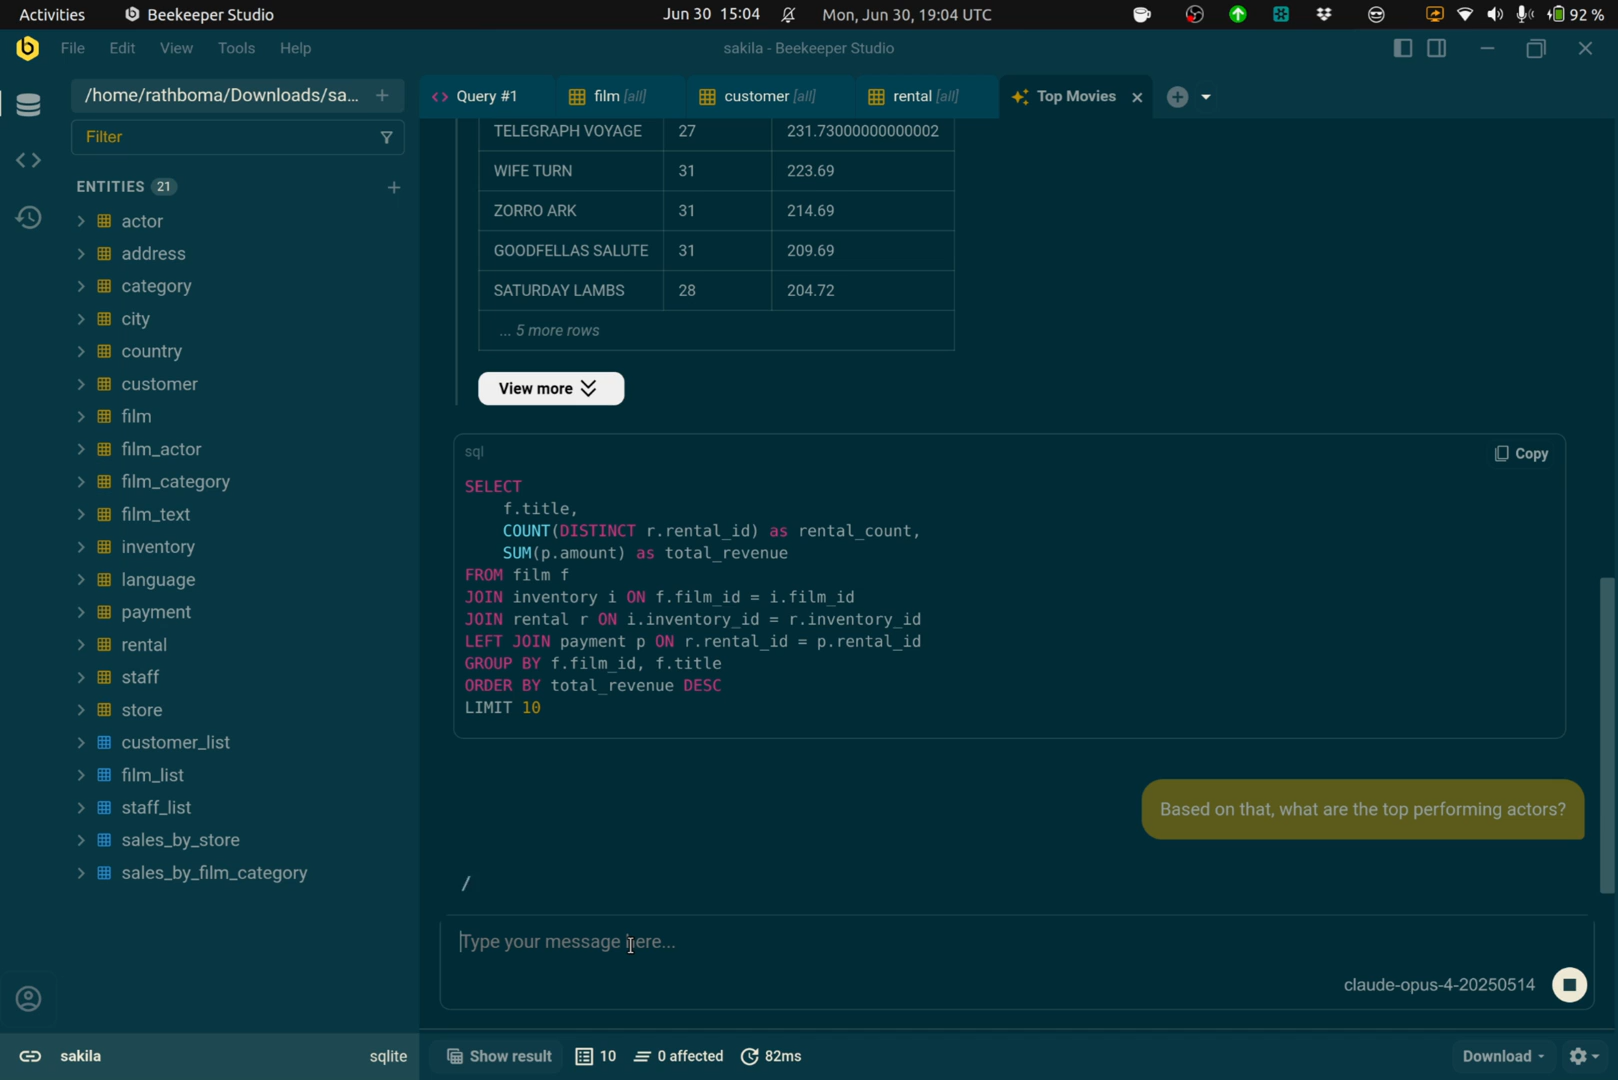 Activities
Beekeeper Studio
Jun 30 15:04
Mon, Jun 30, 19:04 UTC
92 %
File Edit View Tools Help
sakila - Beekeeper Studio
/home/rathboma/Downloads/sa... +
Filter
ENTITIES 21 +
actor
address
category
city
country
customer
film
film_actor
film_category
film_text
inventory
language
payment
rental
staff
store
customer_list
film_list
staff_list
sales_by_store
sales_by_film_category
sakila sqlite
<> Query #1
film [all]
customer [all]
rental [all]
Top Movies
TELEGRAPH VOYAGE 27 231.73000000000002
WIFE TURN 31 223.69
ZORRO ARK 31 214.69
GOODFELLAS SALUTE 31 209.69
SATURDAY LAMBS 28 204.72
... 5 more rows
View more
sql
Copy
SELECT
f.title,
COUNT(DISTINCT r.rental_id) as rental_count,
SUM(p.amount) as total_revenue
FROM film f
JOIN inventory i ON f.film_id = i.film_id
JOIN rental r ON i.inventory_id = r.inventory_id
LEFT JOIN payment p ON r.rental_id = p.rental_id
GROUP BY f.film_id, f.title
ORDER BY total_revenue DESC
LIMIT 10
Based on that, what are the top performing actors?
/
Type your message here...
claude-opus-4-20250514
Show result
10
0 affected
82ms
Download